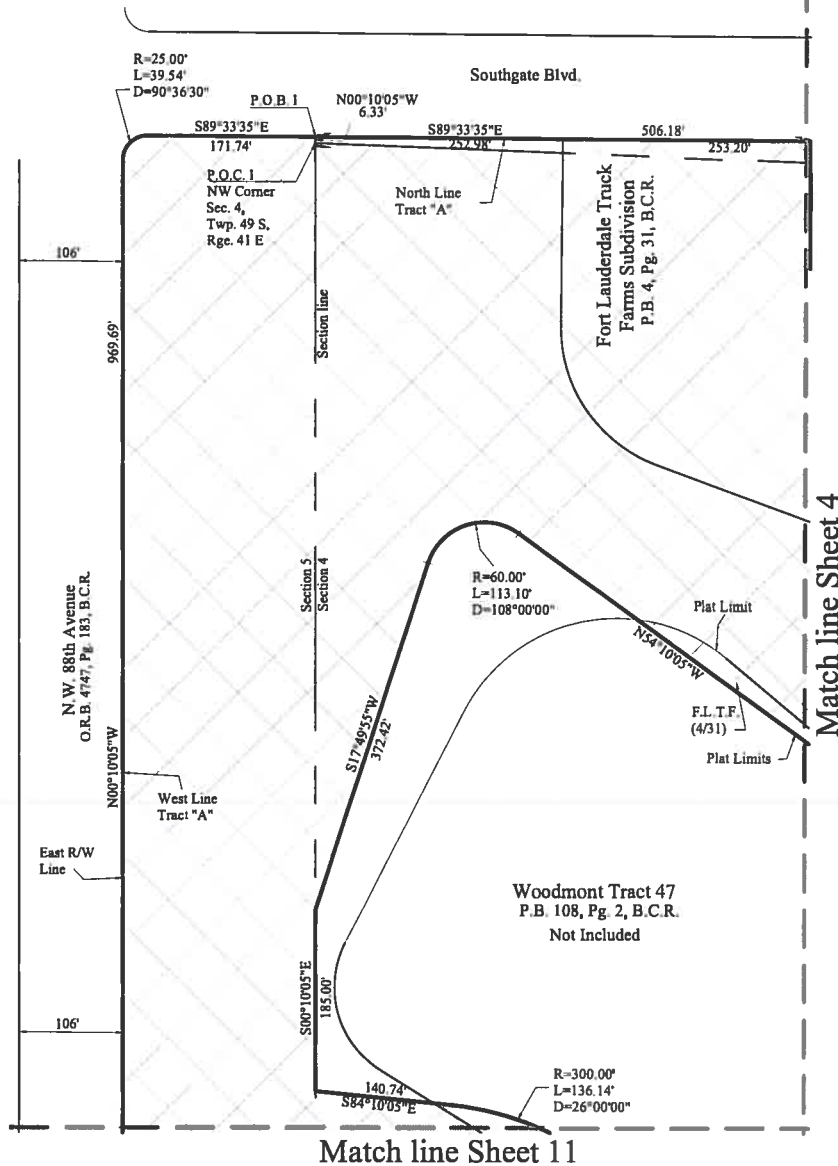 R=25.00'
L=39.54'
D=90°36'30"
Southgate Blvd.
P.O.B. 1
N00°10'05"W
6.33'
S89°33'35"E
171.74'
S89°33'35"E
252.98'
506.18'
253.20'
P.O.C. 1
NW Corner
Sec. 4,
Twp. 49 S,
Rge. 41 E
North Line
Tract "A"
Fort Lauderdale Truck
Farms Subdivision
P.B. 4, Pg. 31, B.C.R.
106'
969.69'
Section line
Match line Sheet 4
Section 5
Section 4
R=60.00'
L=113.10'
D=108°00'00"
Plat Limit
N54°10'05"W
N.W. 88th Avenue
O.R.B. 4747, Pg. 183, B.C.R.
S17°49'55"W
372.42'
F.L.T.F.
(4/31)
Plat Limits
N00°10'05"W
West Line
Tract "A"
East R/W
Line
Woodmont Tract 47
P.B. 108, Pg. 2, B.C.R.
Not Included
S00°10'05"E
185.00'
106'
140.74'
S84°10'05"E
R=300.00'
L=136.14'
D=26°00'00"
Match line Sheet 11